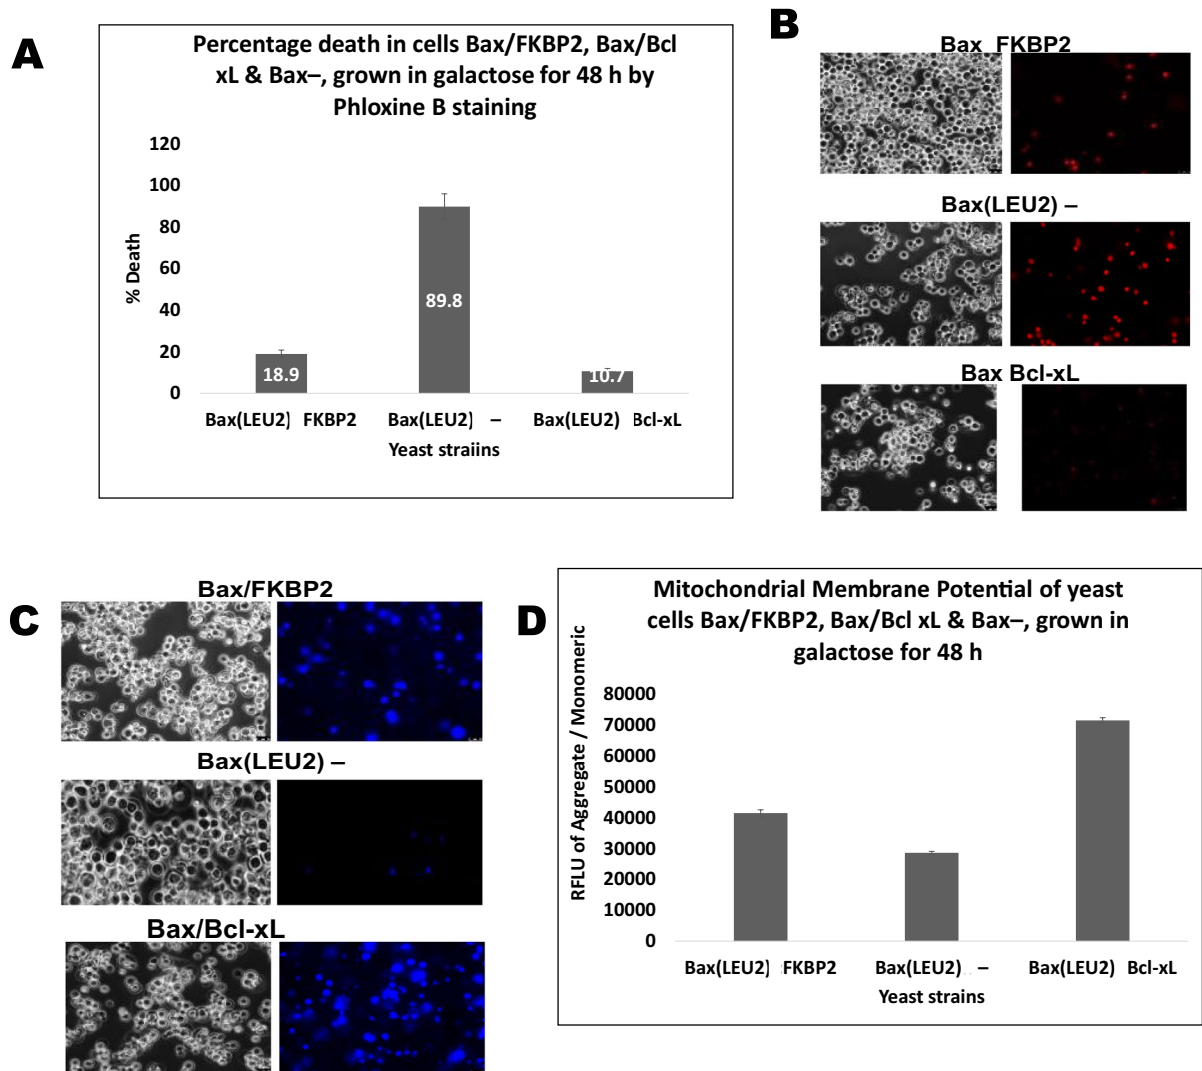 A
Percentage death in cells Bax/FKBP2, Bax/Bcl
xL & Bax–, grown in galactose for 48 h by
Phloxine B staining
120
100
80
60
40
20
0
% Death
18.9
89.8
10.7
Bax(LEU2) FKBP2
Bax(LEU2) –
Bax(LEU2) Bcl-xL
Yeast straiins
B
Bax FKBP2
Bax(LEU2) –
Bax Bcl-xL
C
Bax/FKBP2
Bax(LEU2) –
Bax/Bcl-xL
D
Mitochondrial Membrane Potential of yeast
cells Bax/FKBP2, Bax/Bcl xL & Bax–, grown in
galactose for 48 h
80000
70000
60000
50000
40000
30000
20000
10000
0
RFLU of Aggregate / Monomeric
Bax(LEU2) FKBP2
Bax(LEU2) –
Bax(LEU2) Bcl-xL
Yeast strains